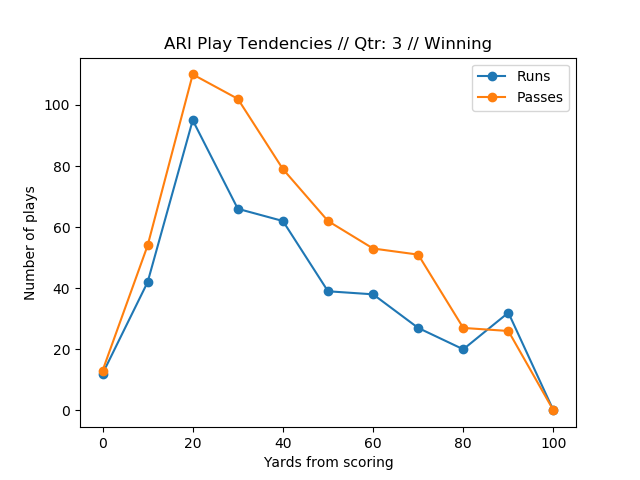 ARI Play Tendencies // Qtr: 3 // Winning
Runs
Passes
Number of plays
100
80
60
40
20
0
0 20 40 60 80 100
Yards from scoring